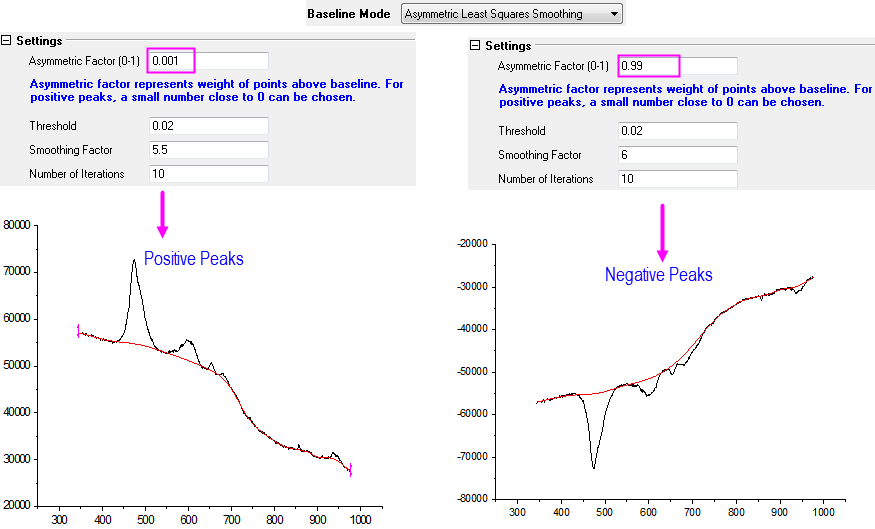 Baseline Mode Asymmetric Least Squares Smoothing
Settings
Asymmetric Factor (0-1) 0.001
Asymmetric factor represents weight of points above baseline. For
positive peaks, a small number close to 0 can be chosen.
Threshold 0.02
Smoothing Factor 5.5
Number of Iterations 10
Settings
Asymmetric Factor (0-1) 0.99
Asymmetric factor represents weight of points above baseline. For
positive peaks, a small number close to 0 can be chosen.
Threshold 0.02
Smoothing Factor 6
Number of Iterations 10
Positive Peaks
80000
70000
60000
50000
40000
30000
20000
300 400 500 600 700 800 900 1000
Negative Peaks
-20000
-30000
-40000
-50000
-60000
-70000
-80000
300 400 500 600 700 800 900 1000